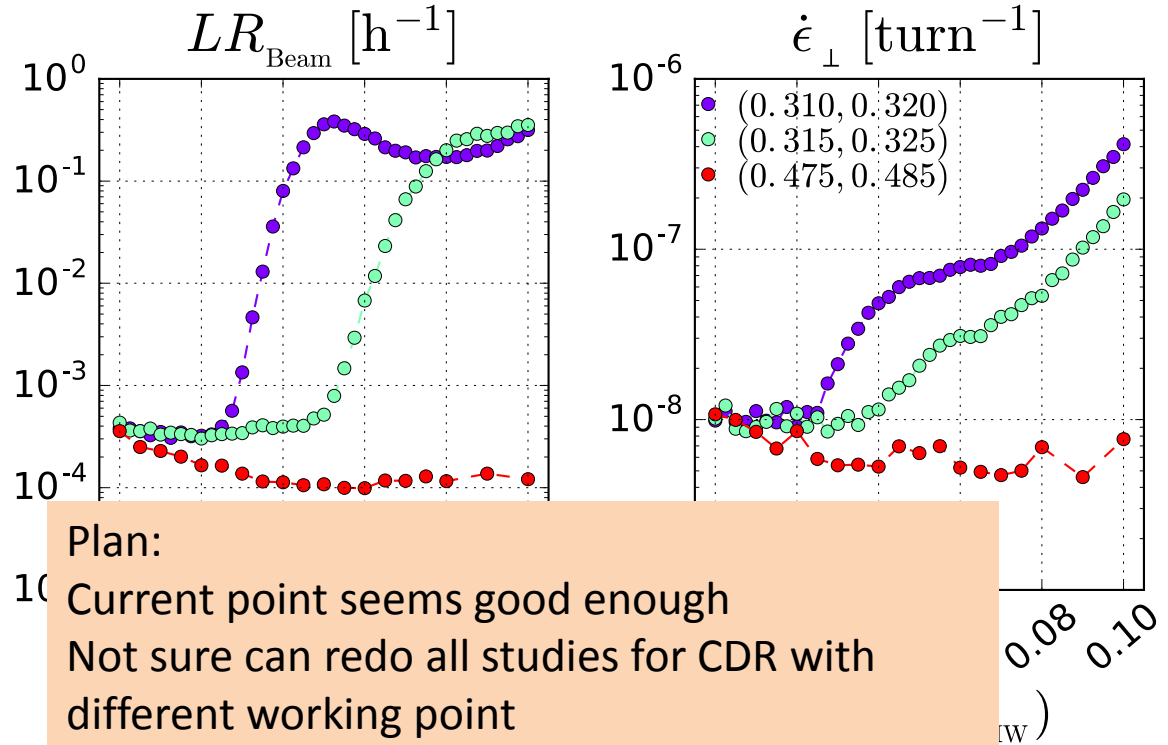 LR_Beam [h⁻¹]
ϵ̇_⊥ [turn⁻¹]
10⁰
10⁻¹
10⁻²
10⁻³
10⁻⁴
10⁻⁶
10⁻⁷
10⁻⁸
(0.310, 0.320)
(0.315, 0.325)
(0.475, 0.485)
Plan:
Current point seems good enough
Not sure can redo all studies for CDR with
different working point
0.08
0.10
)